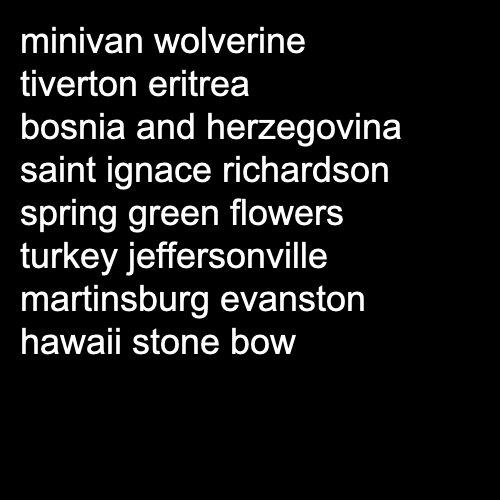 minivan wolverine
tiverton eritrea
bosnia and herzegovina
saint ignace richardson
spring green flowers
turkey jeffersonville
martinsburg evanston
hawaii stone bow